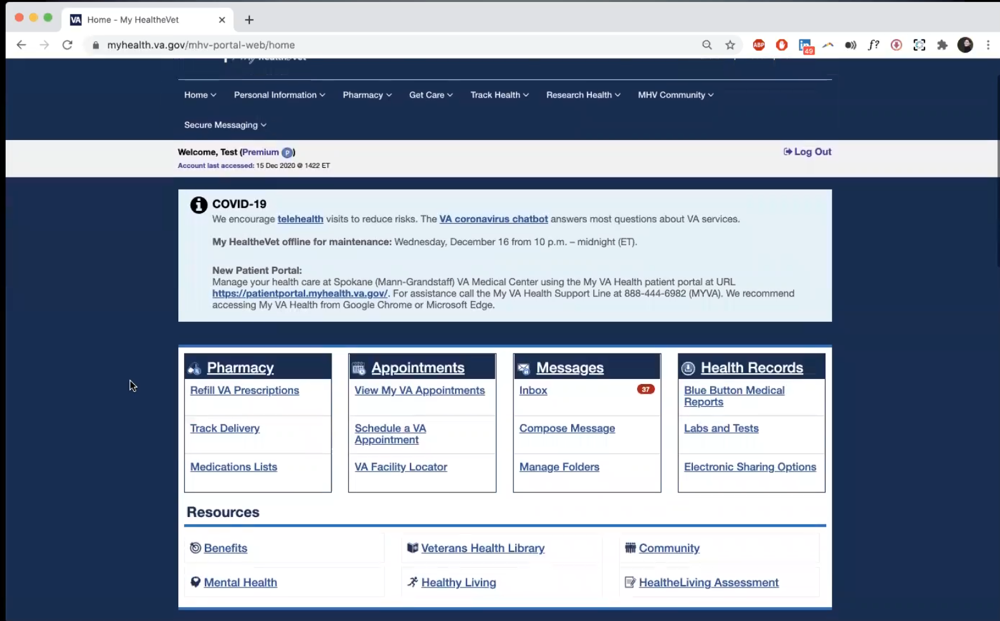 Home - My HealtheVet
myhealth.va.gov/mhv-portal-web/home
ABP
49
f?
Home
Personal Information
Pharmacy
Get Care
Track Health
Research Health
MHV Community
Secure Messaging
Welcome, Test (Premium P)
Log Out
Account last accessed: 15 Dec 2020 @ 1422 ET
COVID-19
We encourage telehealth visits to reduce risks. The VA coronavirus chatbot answers most questions about VA services.
My HealtheVet offline for maintenance: Wednesday, December 16 from 10 p.m. – midnight (ET).
New Patient Portal:
Manage your health care at Spokane (Mann-Grandstaff) VA Medical Center using the My VA Health patient portal at URL
https://patientportal.myhealth.va.gov/. For assistance call the My VA Health Support Line at 888-444-6982 (MYVA). We recommend
accessing My VA Health from Google Chrome or Microsoft Edge.
Pharmacy
Refill VA Prescriptions
Track Delivery
Medications Lists
Appointments
View My VA Appointments
Schedule a VA
Appointment
VA Facility Locator
Messages
Inbox 37
Compose Message
Manage Folders
Health Records
Blue Button Medical
Reports
Labs and Tests
Electronic Sharing Options
Resources
Benefits
Veterans Health Library
Community
Mental Health
Healthy Living
HealtheLiving Assessment